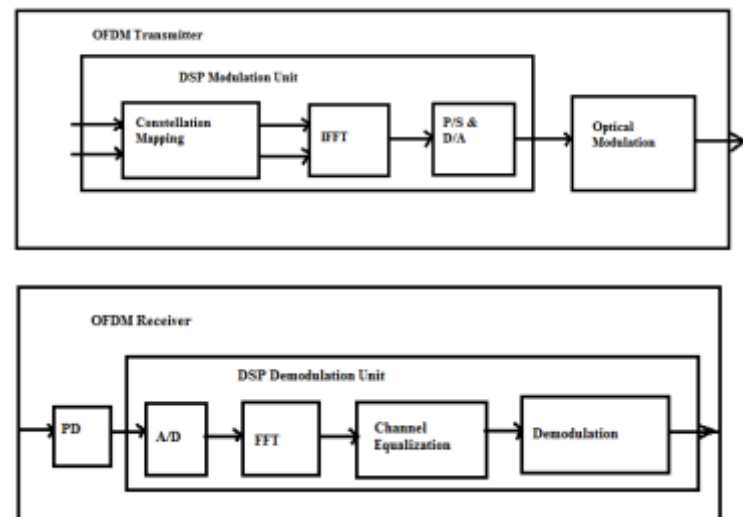 OFDM Transmitter
DSP Modulation Unit
Constellation
Mapping
IFFT
P/S &
D/A
Optical
Modulation
OFDM Receiver
DSP Demodulation Unit
PD
A/D
FFT
Channel
Equalization
Demodulation